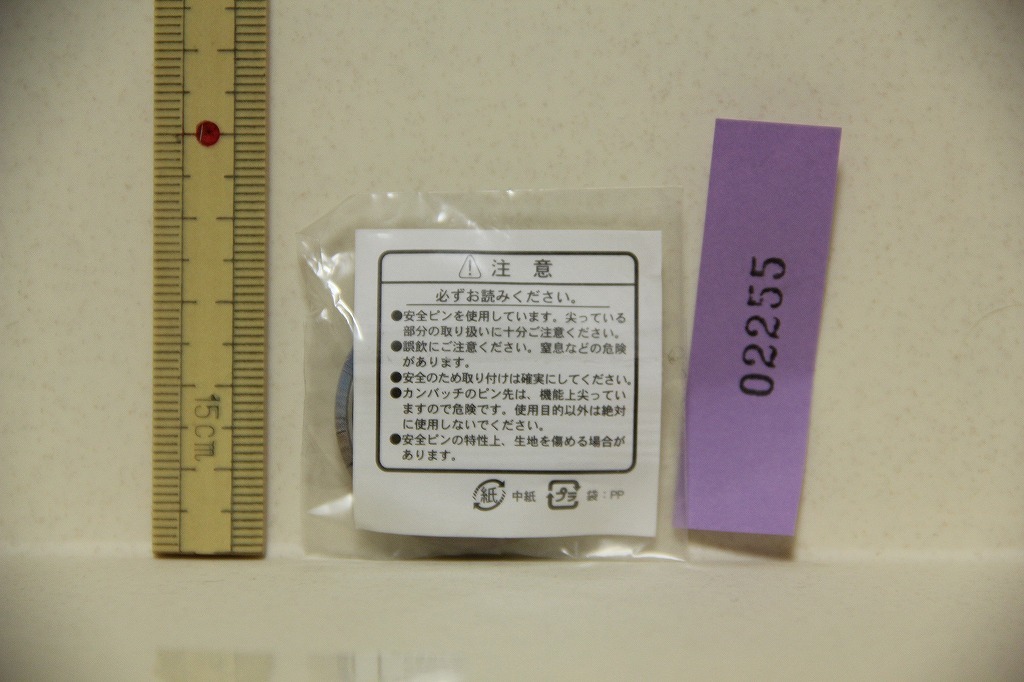 15cm
注 意
必ずお読みください。
●安全ピンを使用しています。尖っている
部分の取り扱いに十分ご注意ください。
●誤飲にご注意ください。窒息などの危険
があります。
●安全のため取り付けは確実にしてください。
●カンバッチのピン先は、機能上尖ってい
ますので危険です。使用目的以外は絶対
に使用しないでください。
●安全ピンの特性上、生地を傷める場合が
あります。
紙 中紙 プラ 袋：PP
02255